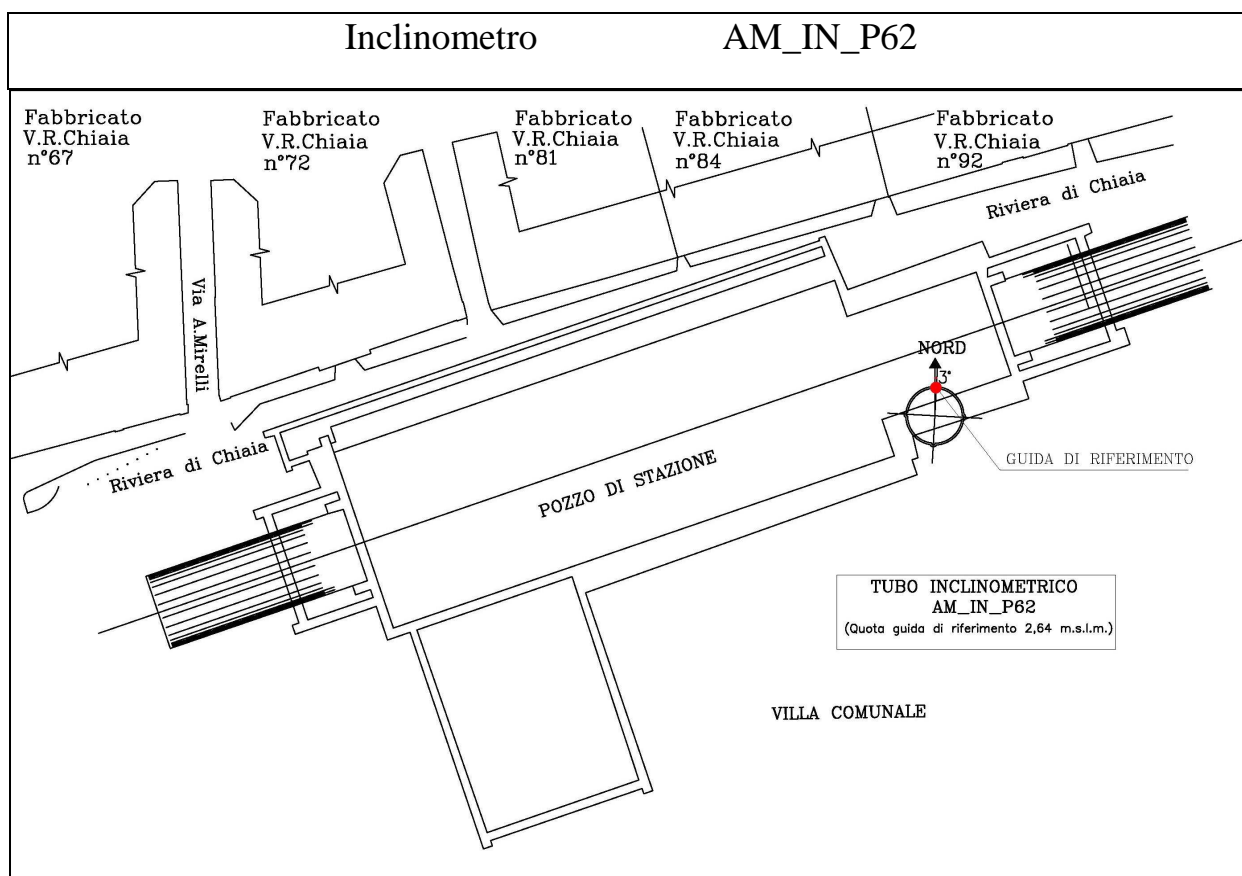 Inclinometro AM_IN_P62
Fabbricato
V.R.Chiaia
n°67
Fabbricato
V.R.Chiaia
n°72
Fabbricato
V.R.Chiaia
n°81
Fabbricato
V.R.Chiaia
n°84
Fabbricato
V.R.Chiaia
n°92
Riviera di Chiaia
Via A.Mirelli
NORD
3°
Riviera di Chiaia
POZZO DI STAZIONE
GUIDA DI RIFERIMENTO
TUBO INCLINOMETRICO
AM_IN_P62
(Quota guida di riferimento 2,64 m.s.l.m.)
VILLA COMUNALE